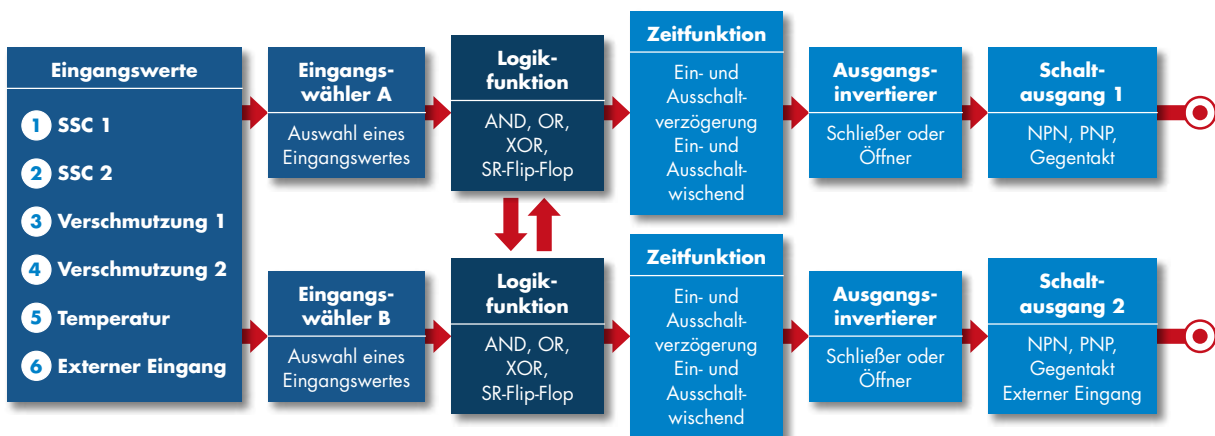 Eingangswerte
1 SSC 1
2 SSC 2
3 Verschmutzung 1
4 Verschmutzung 2
5 Temperatur
6 Externer Eingang
Eingangs-
wähler A
Auswahl eines
Eingangswertes
Logik-
funktion
AND, OR,
XOR,
SR-Flip-Flop
Zeitfunktion
Ein- und
Ausschalt-
verzögerung
Ein- und
Ausschalt-
wischend
Ausgangs-
invertierer
Schließer oder
Öffner
Schalt-
ausgang 1
NPN, PNP,
Gegentakt
Eingangs-
wähler B
Auswahl eines
Eingangswertes
Logik-
funktion
AND, OR,
XOR,
SR-Flip-Flop
Zeitfunktion
Ein- und
Ausschalt-
verzögerung
Ein- und
Ausschalt-
wischend
Ausgangs-
invertierer
Schließer oder
Öffner
Schalt-
ausgang 2
NPN, PNP,
Gegentakt
Externer Eingang